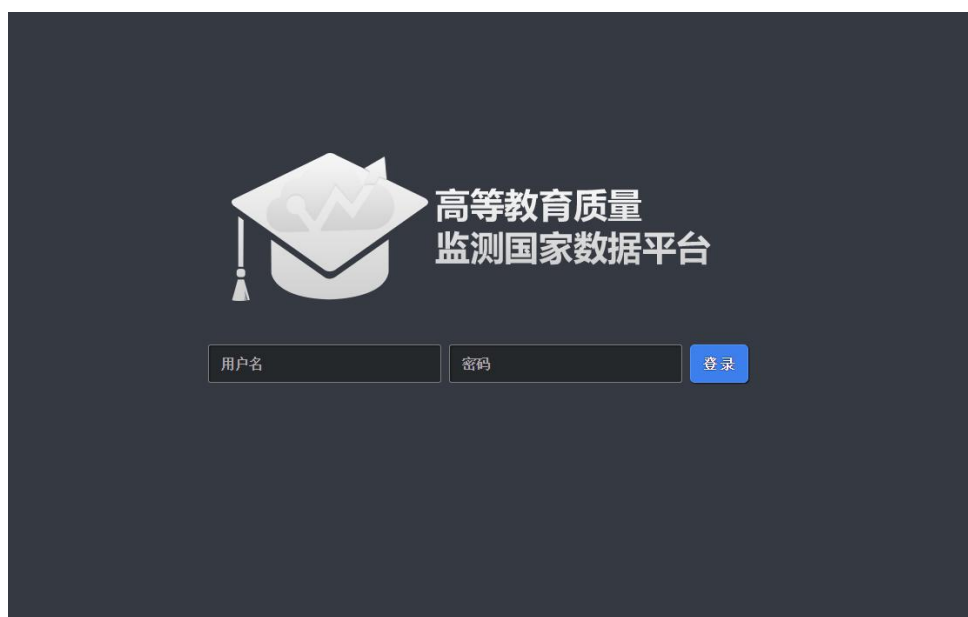 高等教育质量
监测国家数据平台
用户名
密码
登录